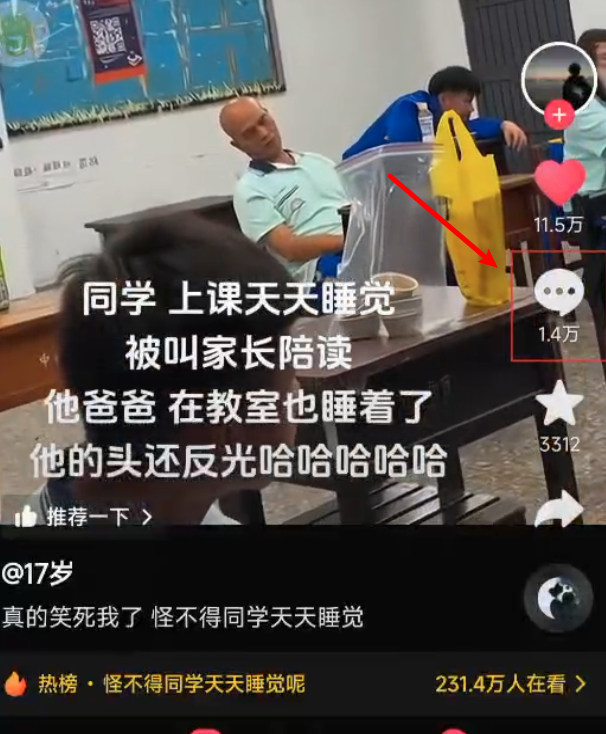 11.5万
同学 上课天天睡觉
1.4万
被叫家长陪读
他爸爸 在教室也睡着了
3312
他的头还反光哈哈哈哈哈
推荐一下
@17岁
真的笑死我了 怪不得同学天天睡觉
热榜·怪不得同学天天睡觉呢
231.4万人在看